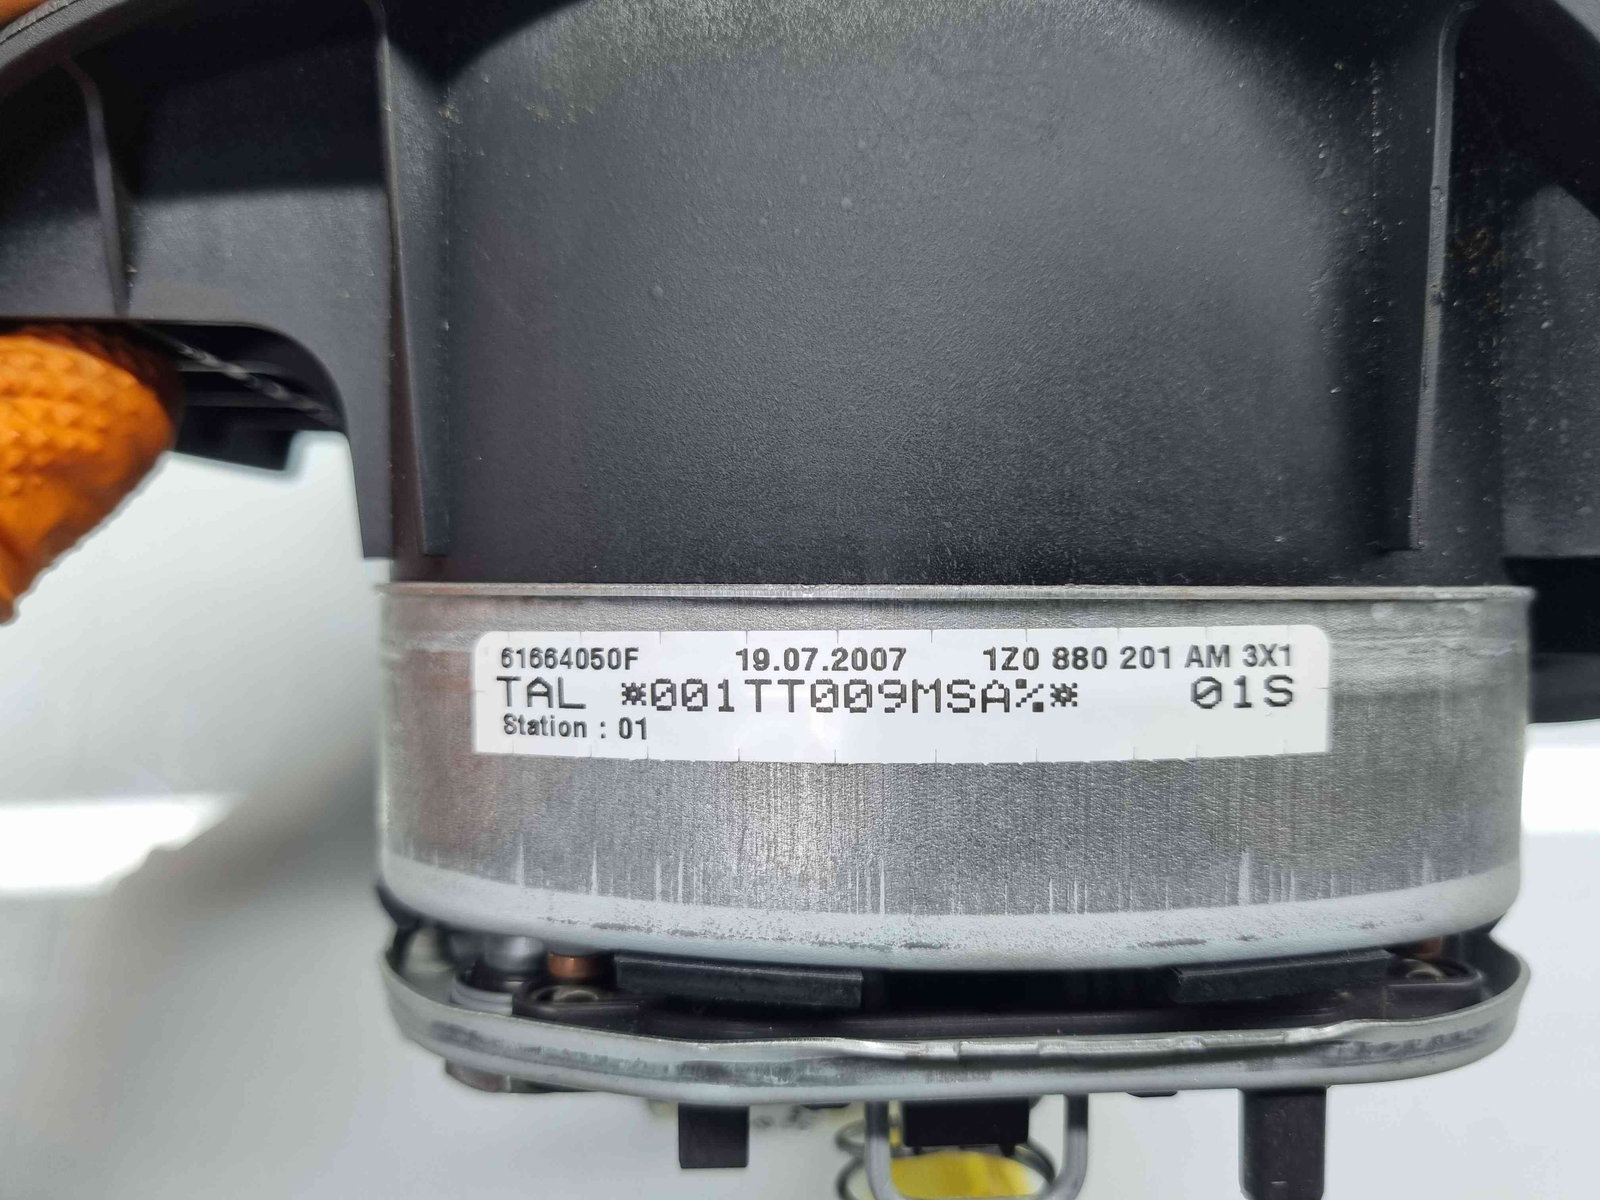 61664050F 19.07.2007 1Z0 880 201 AM 3X1
TAL *001TT009MSA%* 01S
Station : 01